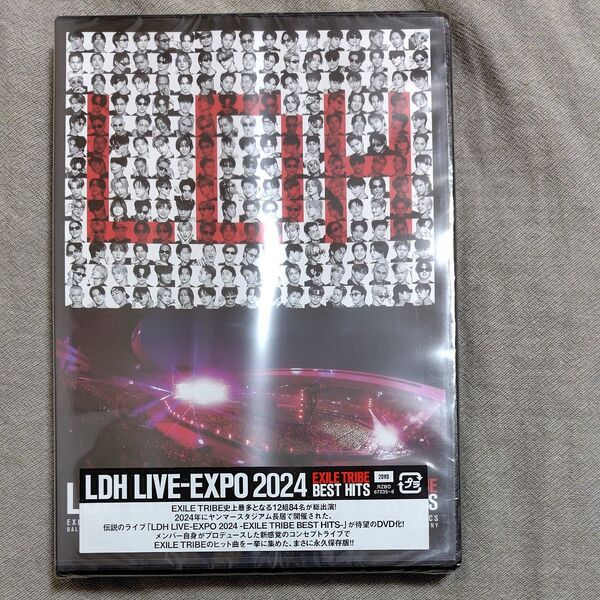 LDH
LDH LIVE-EXPO 2024 EXILE TRIBE BEST HITS
2DVD
RZBD
67235~6
プラ
EXILE TRIBE史上最多となる12組84名が総出演!
2024年にヤンマースタジアム長居で開催された、
伝説のライブ「LDH LIVE-EXPO 2024 -EXILE TRIBE BEST HITS-」が待望のDVD化!
メンバー自身がプロデュースした新感覚のコンセプトライブで
EXILE TRIBEのヒット曲を一挙に集めた、まさに永久保存版!!